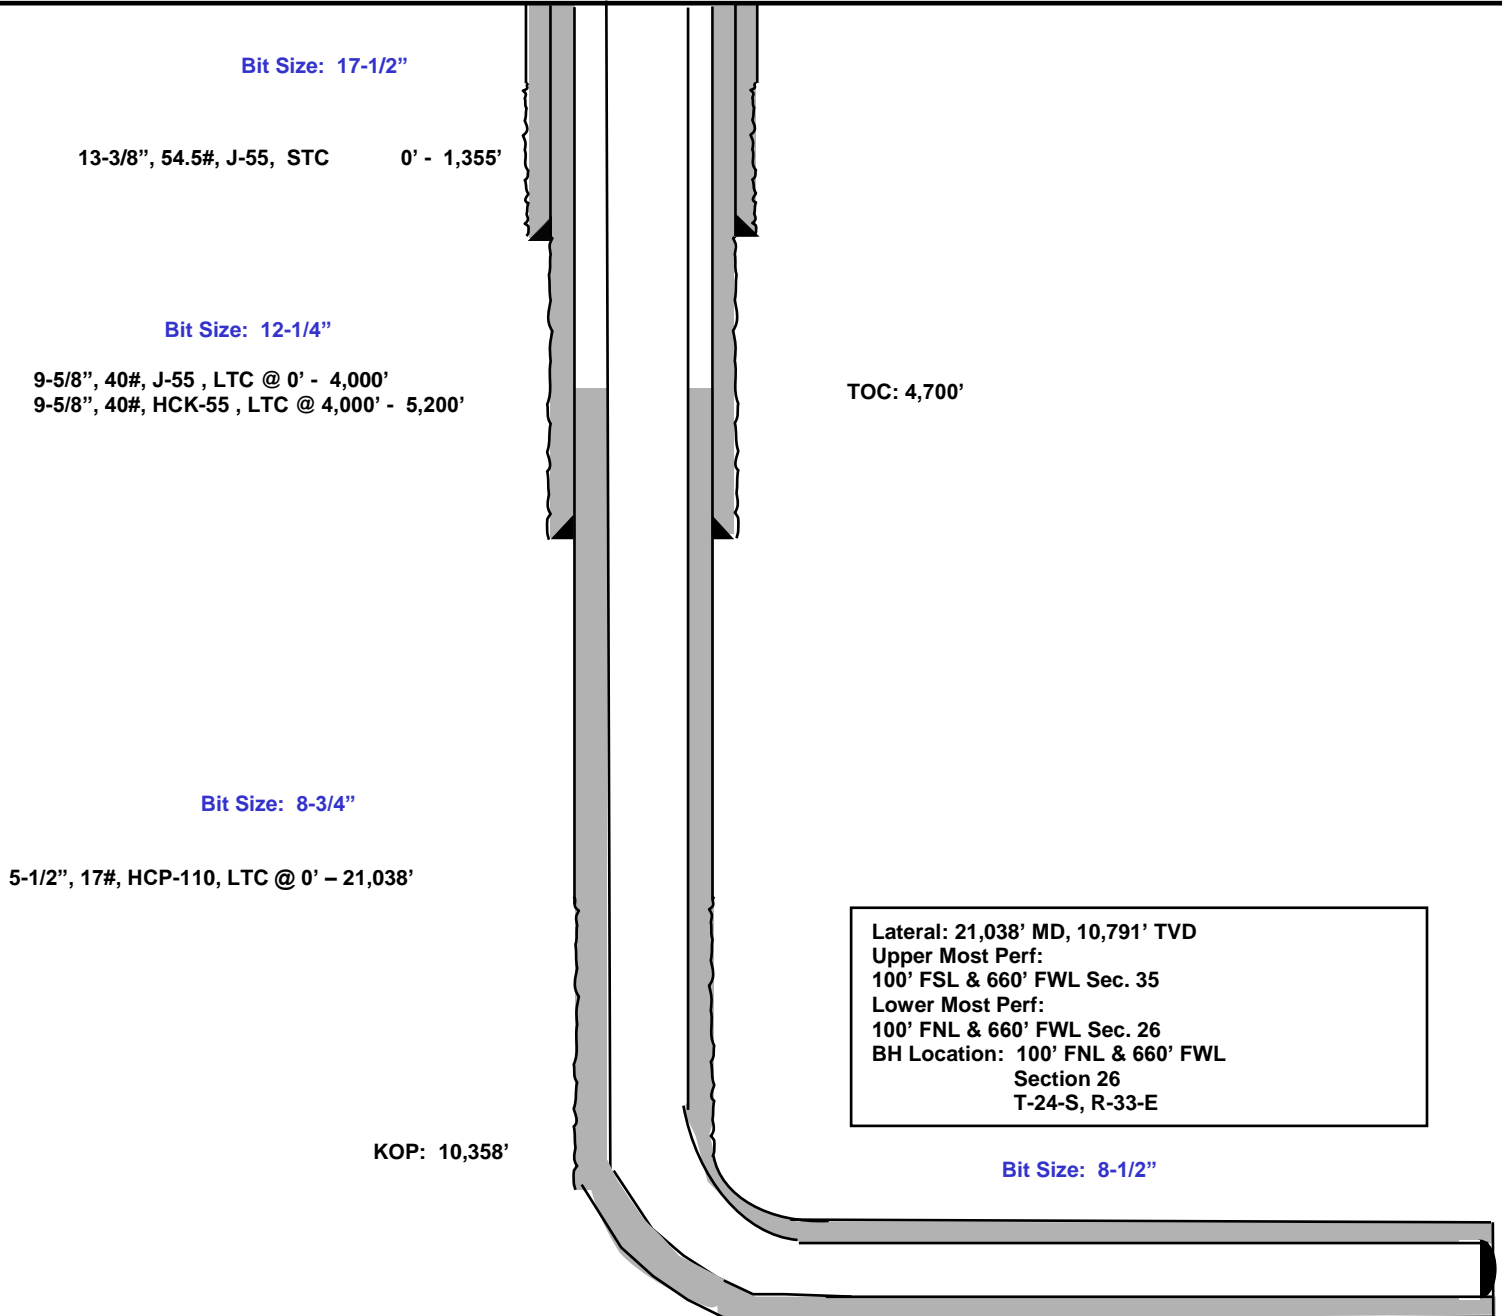 Bit Size: 17-1/2”
13-3/8”, 54.5#, J-55, STC 0’ - 1,355’
Bit Size: 12-1/4”
9-5/8”, 40#, J-55 , LTC @ 0’ - 4,000’
9-5/8”, 40#, HCK-55 , LTC @ 4,000’ - 5,200’
TOC: 4,700’
Bit Size: 8-3/4”
5-1/2”, 17#, HCP-110, LTC @ 0’ – 21,038’
Lateral: 21,038’ MD, 10,791’ TVD
Upper Most Perf:
100’ FSL & 660’ FWL Sec. 35
Lower Most Perf:
100’ FNL & 660’ FWL Sec. 26
BH Location: 100’ FNL & 660’ FWL
Section 26
T-24-S, R-33-E
KOP: 10,358’
Bit Size: 8-1/2”